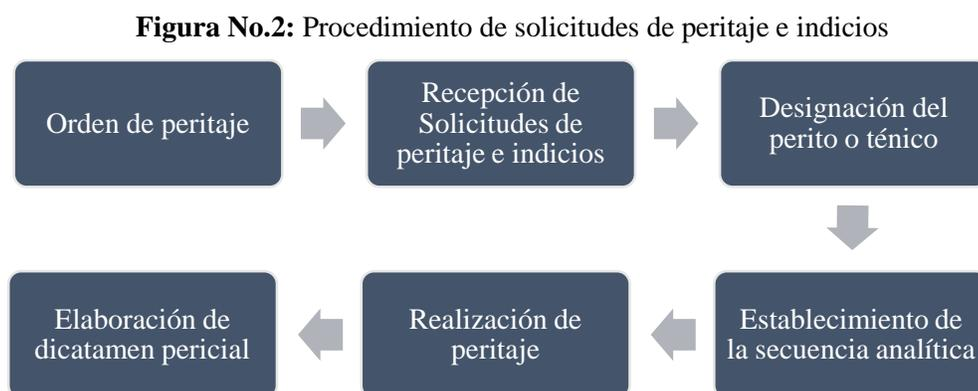 Figura No.2: Procedimiento de solicitudes de peritaje e indicios
Orden de peritaje
Recepción de
Solicitudes de
peritaje e indicios
Designación del
perito o ténico
Establecimiento de
la secuencia analítica
Realización de
peritaje
Elaboración de
dicatamen pericial